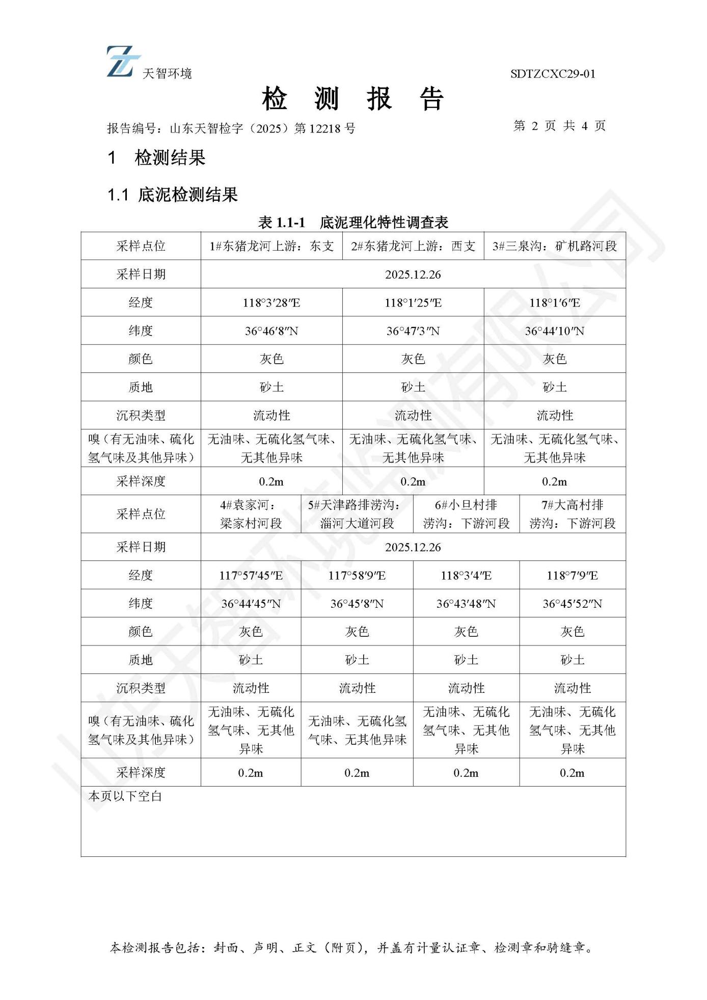 天智环境
SDTZCXC29-01
检 测 报 告
报告编号：山东天智检字（2025）第 12218 号
第 2 页 共 4 页
1 检测结果
1.1 底泥检测结果
表 1.1-1 底泥理化特性调查表
采样点位 1#东猪龙河上游：东支 2#东猪龙河上游：西支 3#三泉沟：矿机路河段
采样日期 2025.12.26
经度 118°3′28″E 118°1′25″E 118°1′6″E
纬度 36°46′8″N 36°47′3″N 36°44′10″N
颜色 灰色 灰色 灰色
质地 砂土 砂土 砂土
沉积类型 流动性 流动性 流动性
嗅（有无油味、硫化 无油味、无硫化氢气味、 无油味、无硫化氢气味、 无油味、无硫化氢气味、
氢气味及其他异味） 无其他异味 无其他异味 无其他异味
采样深度 0.2m 0.2m 0.2m
采样点位
4#袁家河： 5#天津路排涝沟： 6#小旦村排 7#大高村排
梁家村河段 淄河大道河段 涝沟：下游河段 涝沟：下游河段
采样日期 2025.12.26
经度 117°57′45″E 117°58′9″E 118°3′4″E 118°7′9″E
纬度 36°44′45″N 36°45′8″N 36°43′48″N 36°45′52″N
颜色 灰色 灰色 灰色 灰色
质地 砂土 砂土 砂土 砂土
沉积类型 流动性 流动性 流动性 流动性
嗅（有无油味、硫化
氢气味及其他异味）
无油味、无硫化
氢气味、无其他
异味
无油味、无硫化氢
气味、无其他异味
无油味、无硫化
氢气味、无其他
异味
无油味、无硫化
氢气味、无其他
异味
采样深度 0.2m 0.2m 0.2m 0.2m
本页以下空白
本检测报告包括：封面、声明、正文（附页），并盖有计量认证章、检测章和骑缝章。
山东天智环境监测有限公司